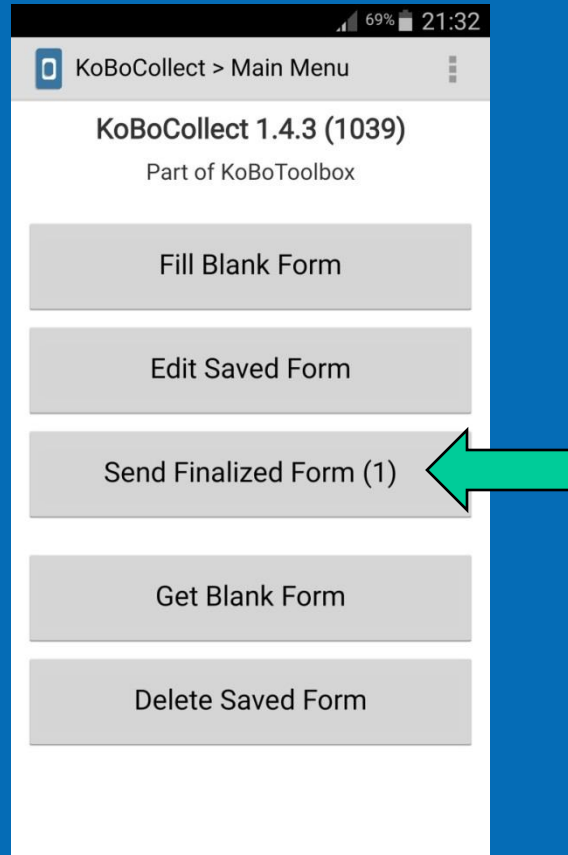 69% 21:32
KoBoCollect > Main Menu
KoBoCollect 1.4.3 (1039)
Part of KoBoToolbox
Fill Blank Form
Edit Saved Form
Send Finalized Form (1)
Get Blank Form
Delete Saved Form